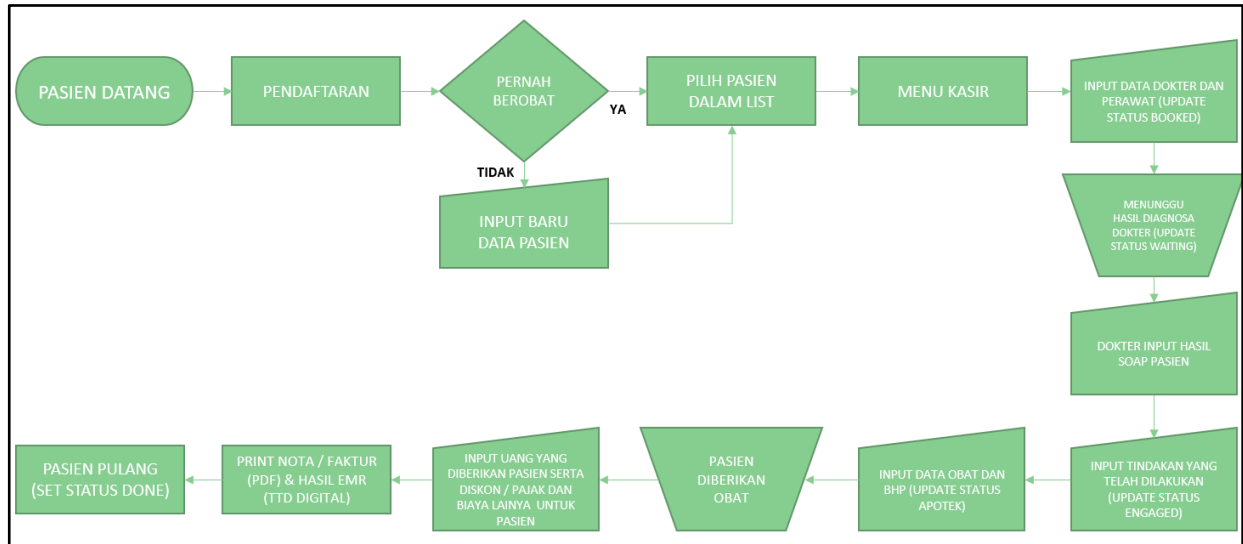 PASIEN DATANG
PENDAFTARAN
PERNAH
BEROBAT
YA
TIDAK
INPUT BARU
DATA PASIEN
PILIH PASIEN
DALAM LIST
MENU KASIR
INPUT DATA DOKTER DAN
PERAWAT (UPDATE
STATUS BOOKED)
MENUNGGU
HASIL DIAGNOSA
DOKTER (UPDATE
STATUS WAITING)
DOKTER INPUT HASIL
SOAP PASIEN
INPUT TINDAKAN YANG
TELAH DILAKUKAN
(UPDATE STATUS
ENGAGED)
INPUT DATA OBAT DAN
BHP (UPDATE STATUS
APOTEK)
PASIEN
DIBERIKAN
OBAT
INPUT UANG YANG
DIBERIKAN PASIEN SERTA
DISKON / PAJAK DAN
BIAYA LAINYA UNTUK
PASIEN
PRINT NOTA / FAKTUR
(PDF) & HASIL EMR
(TTD DIGITAL)
PASIEN PULANG
(SET STATUS DONE)